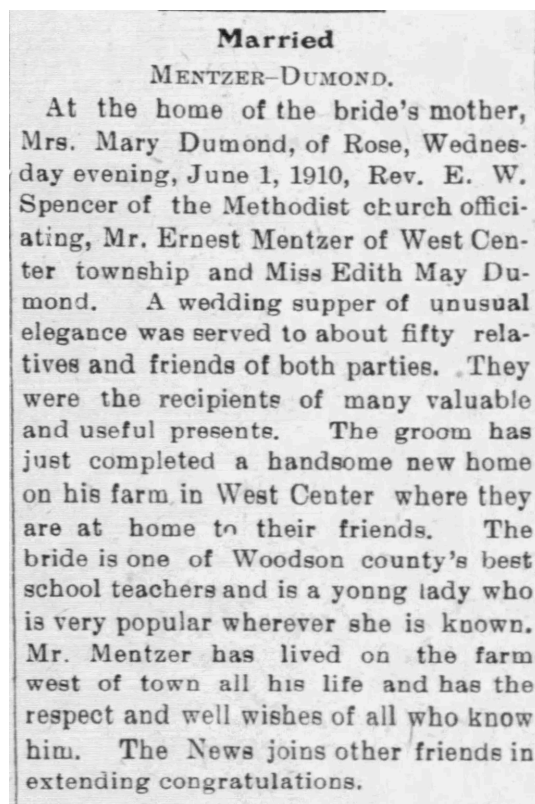 Married
MENTZER–DUMOND.
At the home of the bride's mother,
Mrs. Mary Dumond, of Rose, Wednes-
day evening, June 1, 1910, Rev. E. W.
Spencer of the Methodist church offici-
ating, Mr. Ernest Mentzer of West Cen-
ter township and Miss Edith May Du-
mond. A wedding supper of unusual
elegance was served to about fifty rela-
tives and friends of both parties. They
were the recipients of many valuable
and useful presents. The groom has
just completed a handsome new home
on his farm in West Center where they
are at home to their friends. The
bride is one of Woodson county's best
school teachers and is a yonng lady who
is very popular wherever she is known.
Mr. Mentzer has lived on the farm
west of town all his life and has the
respect and well wishes of all who know
him. The News joins other friends in
extending congratulations.